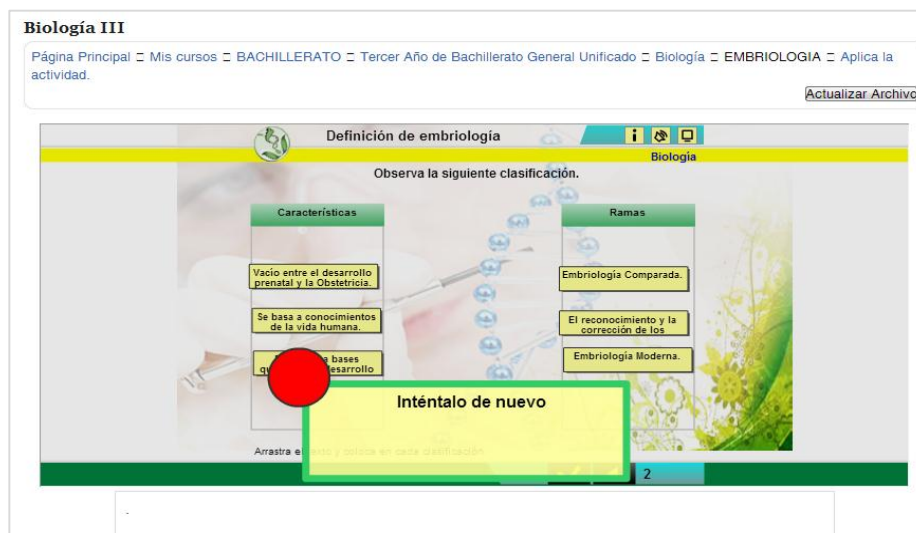 Biología III
Página Principal Mis cursos BACHILLERATO Tercer Año de Bachillerato General Unificado Biología EMBRIOLOGIA Aplica la
actividad.
Actualizar Archivo
Definición de embriología
Biología
Observa la siguiente clasificación.
Características
Ramas
Vacío entre el desarrollo
prenatal y la Obstetricia.
Embriología Comparada.
Se basa a conocimientos
de la vida humana.
El reconocimiento y la
corrección de los
bases
Embriología Moderna.
Inténtalo de nuevo
Arrastra el texto y coloca en cada clasificación
2